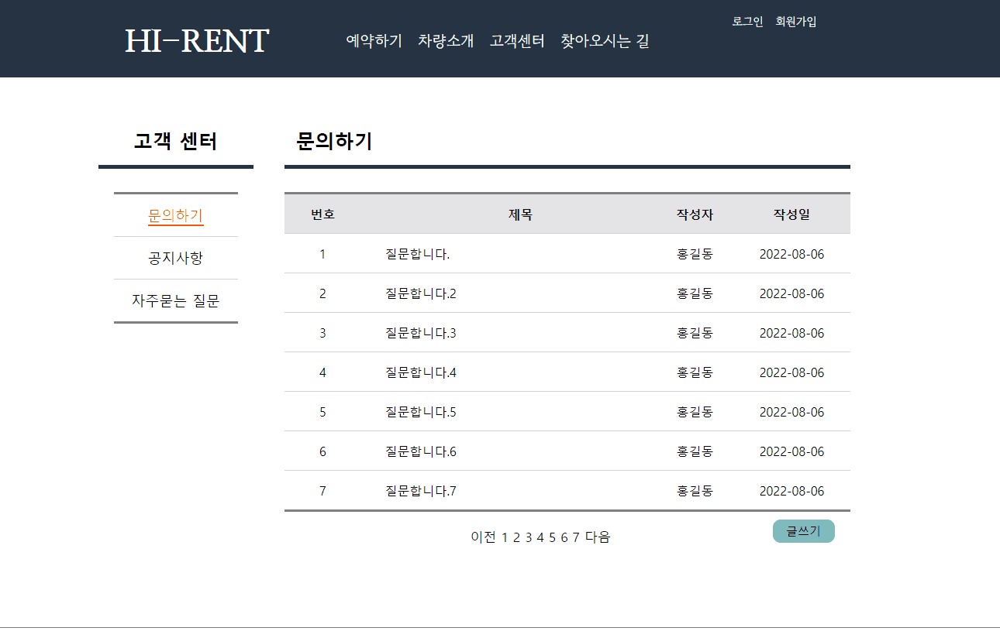 로그인 회원가입
HI-RENT 예약하기 차량소개 고객센터 찾아오시는 길
고객 센터
문의하기
공지사항
자주묻는 질문
문의하기
번호 제목 작성자 작성일
1 질문합니다. 홍길동 2022-08-06
2 질문합니다.2 홍길동 2022-08-06
3 질문합니다.3 홍길동 2022-08-06
4 질문합니다.4 홍길동 2022-08-06
5 질문합니다.5 홍길동 2022-08-06
6 질문합니다.6 홍길동 2022-08-06
7 질문합니다.7 홍길동 2022-08-06
이전 1 2 3 4 5 6 7 다음 글쓰기